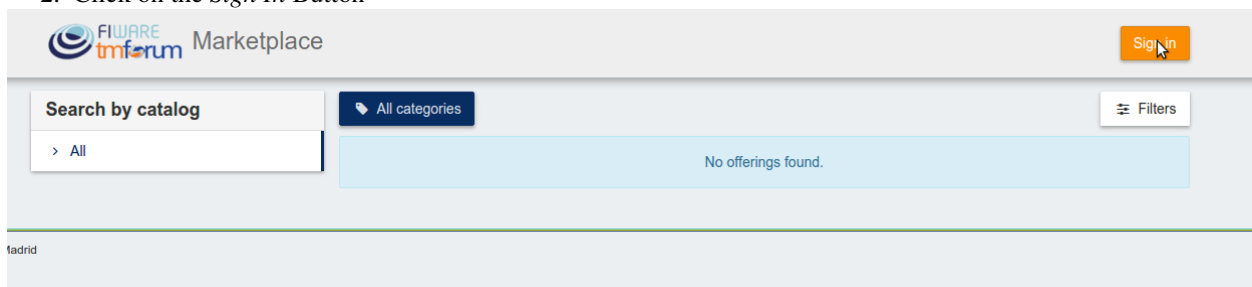 2. Click on the Sign In Button
FIWARE
tmforum Marketplace
Sign in
Search by catalog
All categories
Filters
All
No offerings found.
Madrid